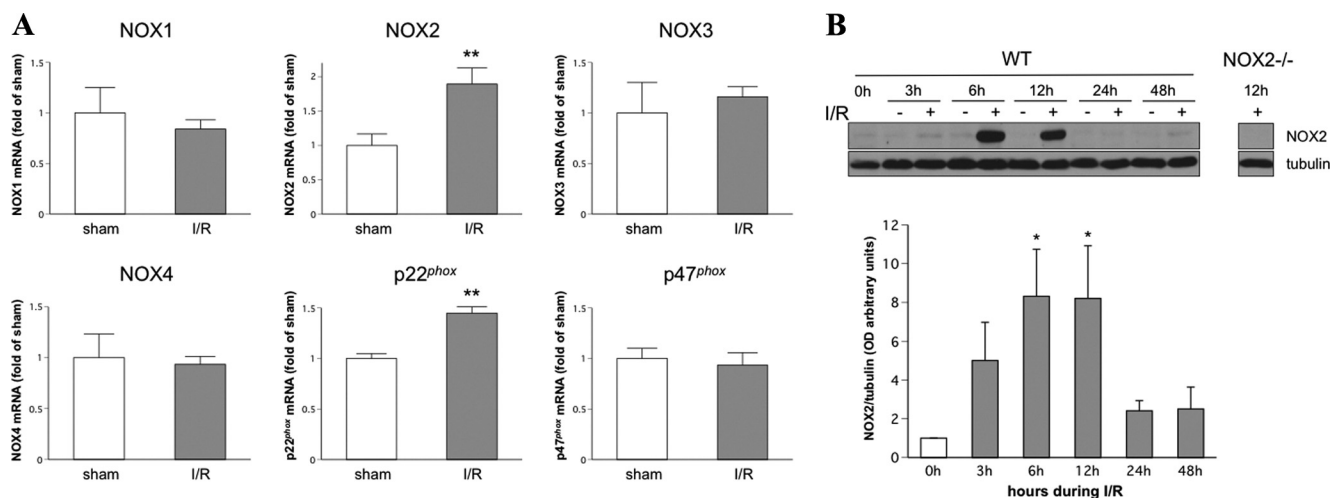 A
NOX1
NOX1 mRNA (fold of sham)
1.5
1
0.5
0
sham I/R
NOX2
NOX2 mRNA (fold of sham)
**
2
1.5
1
0.5
0
sham I/R
NOX3
NOX3 mRNA (fold of sham)
1.5
1
0.5
0
sham I/R
NOX4
NOX4 mRNA (fold of sham)
1.5
1
0.5
0
sham I/R
p22phox
p22phox mRNA (fold of sham)
**
1.5
1
0.5
0
sham I/R
p47phox
p47phox mRNA (fold of sham)
1.5
1
0.5
0
sham I/R
B
WT NOX2-/-
0h 3h 6h 12h 24h 48h 12h
I/R - + - + - + - + - + +
NOX2
tubulin
NOX2/tubulin (OD arbitrary units)
12
10
8
6
4
2
0
* *
0h 3h 6h 12h 24h 48h
hours during I/R